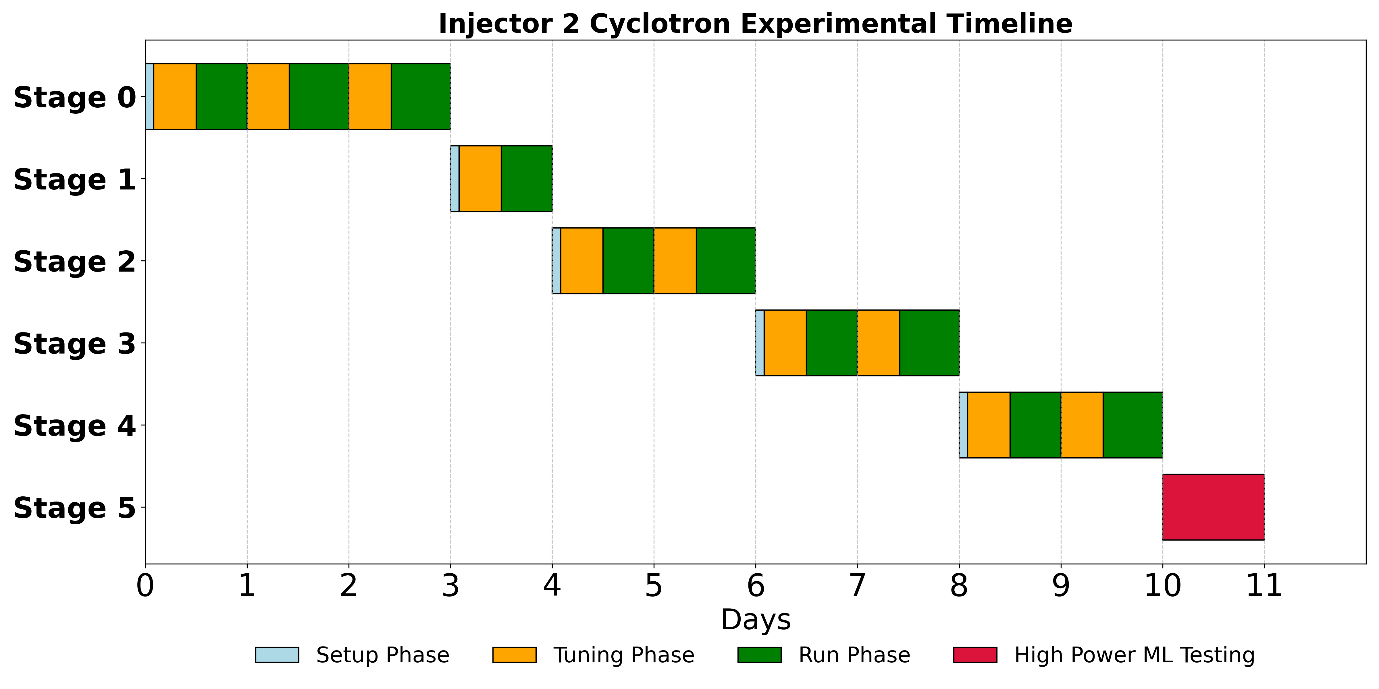 Injector 2 Cyclotron Experimental Timeline
Stage 0
Stage 1
Stage 2
Stage 3
Stage 4
Stage 5
0 1 2 3 4 5 6 7 8 9 10 11
Days
Setup Phase Tuning Phase Run Phase High Power ML Testing